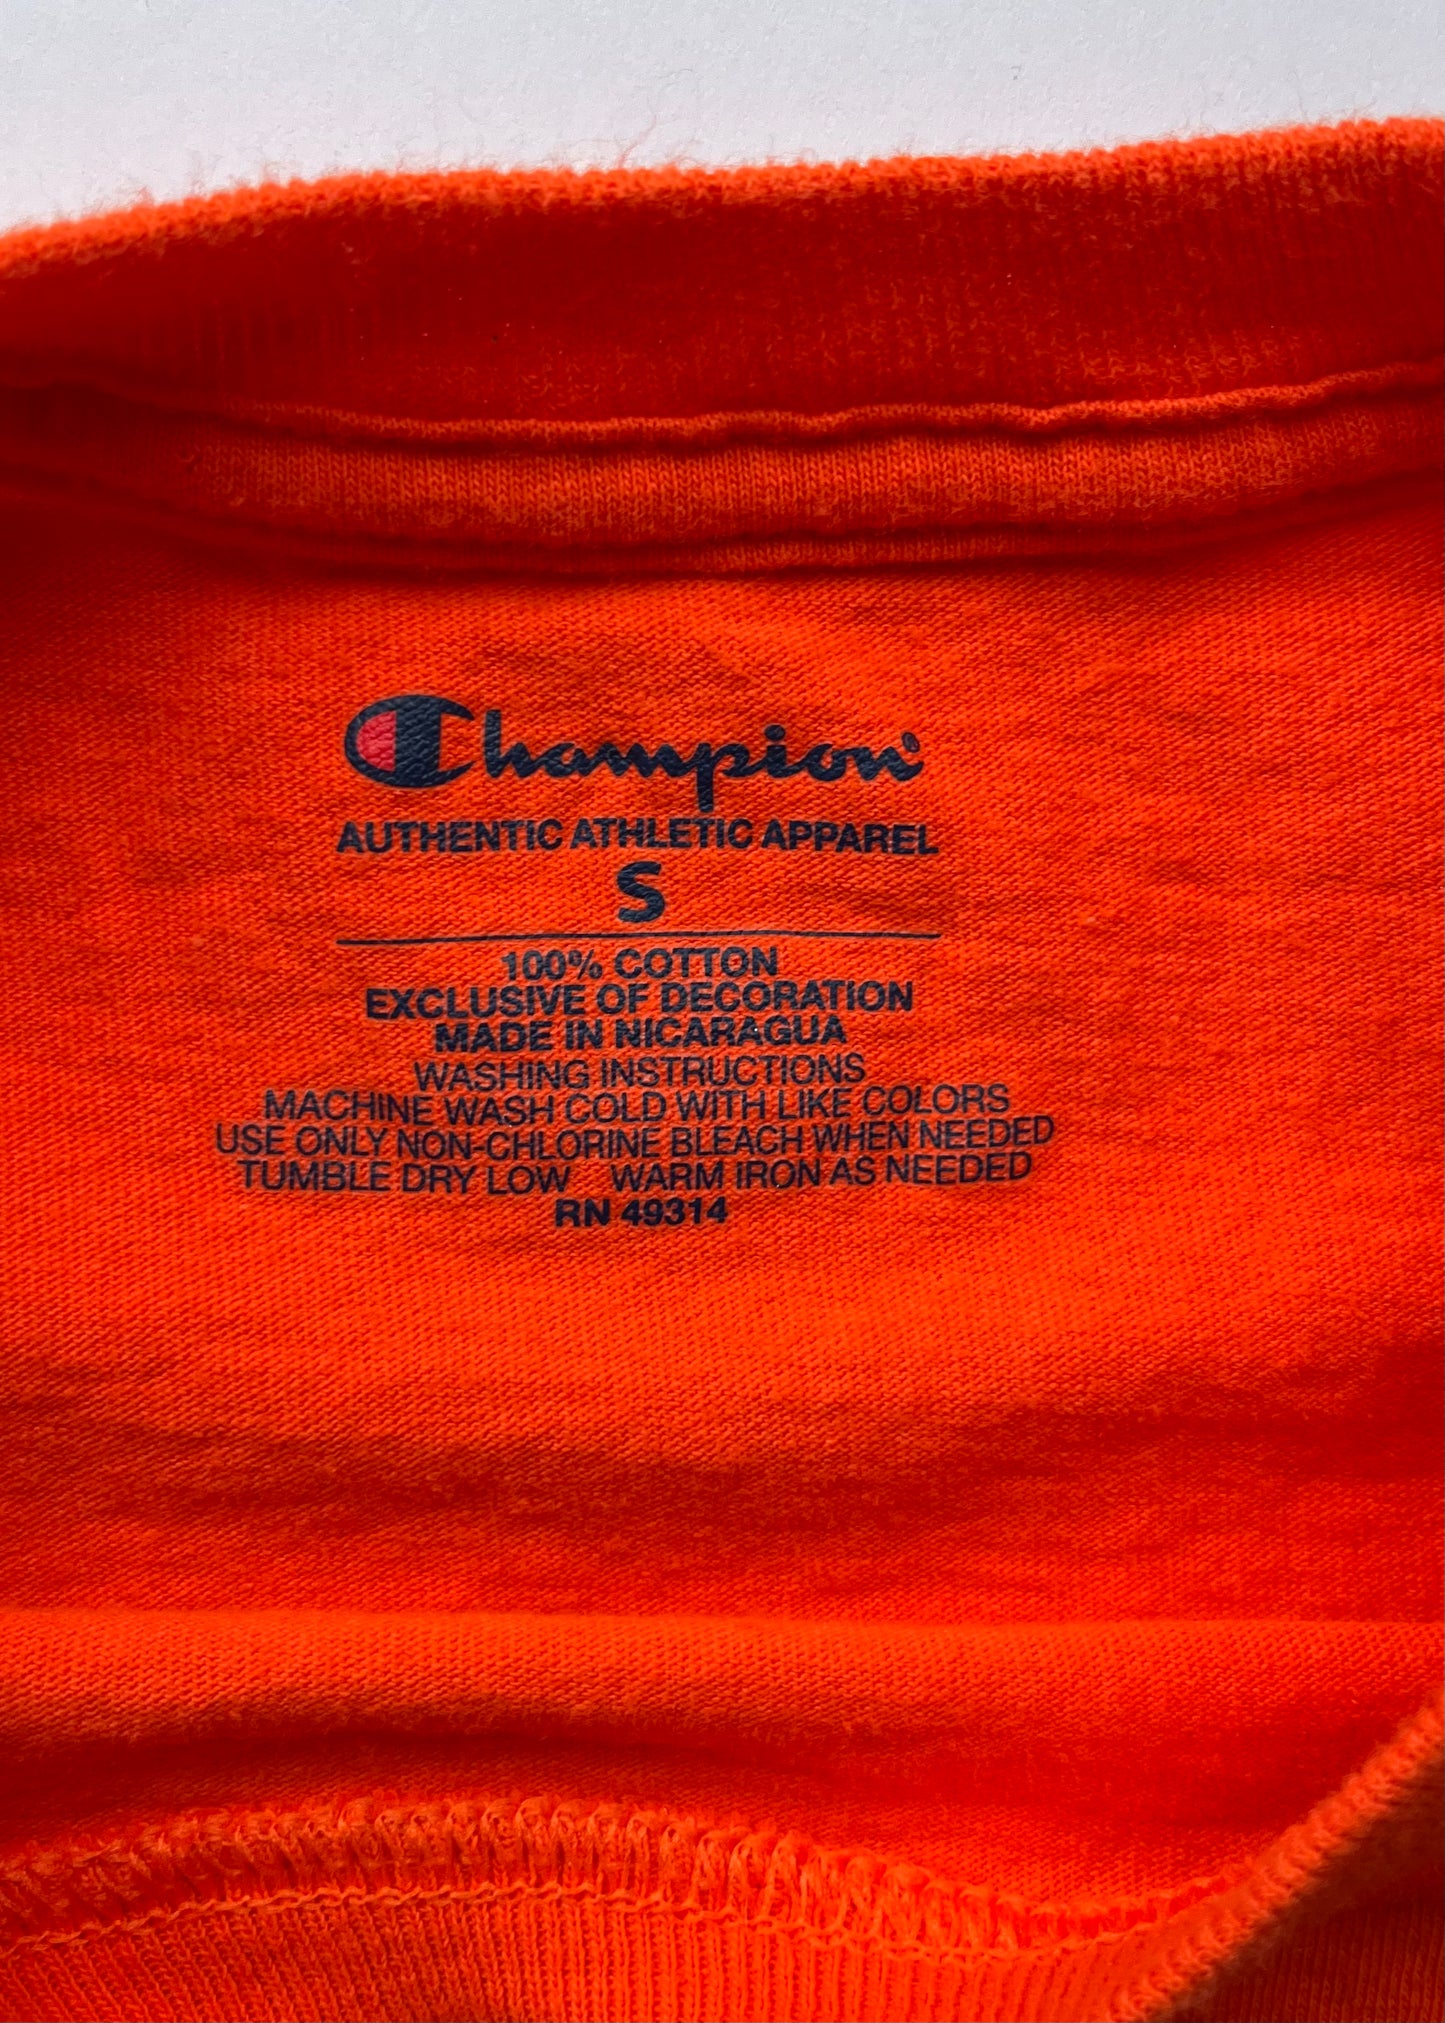 Champion
AUTHENTIC ATHLETIC APPAREL
S
100% COTTON
EXCLUSIVE OF DECORATION
MADE IN NICARAGUA
WASHING INSTRUCTIONS
MACHINE WASH COLD WITH LIKE COLORS
USE ONLY NON-CHLORINE BLEACH WHEN NEEDED
TUMBLE DRY LOW WARM IRON AS NEEDED
RN 49314